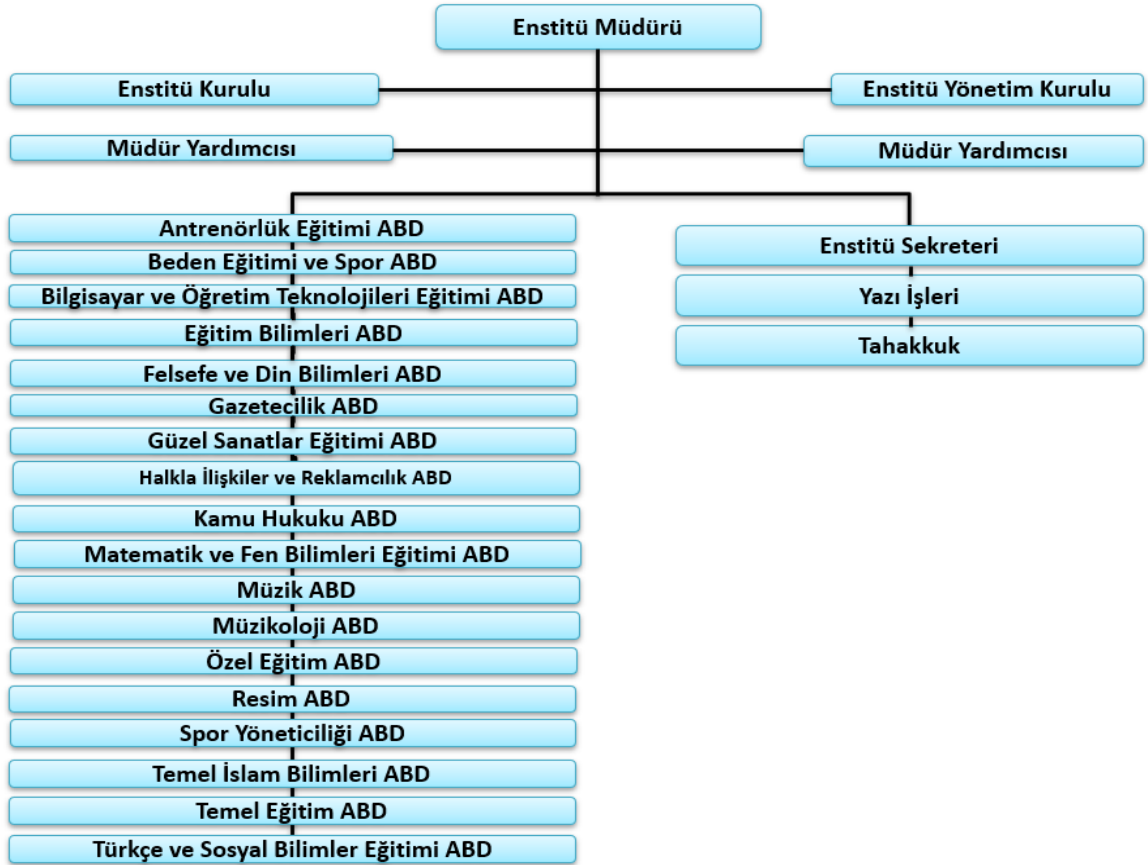 Enstitü Müdürü
Enstitü Kurulu
Enstitü Yönetim Kurulu
Müdür Yardımcısı
Müdür Yardımcısı
Antrenörlük Eğitimi ABD
Beden Eğitimi ve Spor ABD
Bilgisayar ve Öğretim Teknolojileri Eğitimi ABD
Eğitim Bilimleri ABD
Felsefe ve Din Bilimleri ABD
Gazetecilik ABD
Güzel Sanatlar Eğitimi ABD
Halkla İlişkiler ve Reklamcılık ABD
Kamu Hukuku ABD
Matematik ve Fen Bilimleri Eğitimi ABD
Müzik ABD
Müzikoloji ABD
Özel Eğitim ABD
Resim ABD
Spor Yöneticiliği ABD
Temel İslam Bilimleri ABD
Temel Eğitim ABD
Türkçe ve Sosyal Bilimler Eğitimi ABD
Enstitü Sekreteri
Yazı İşleri
Tahakkuk